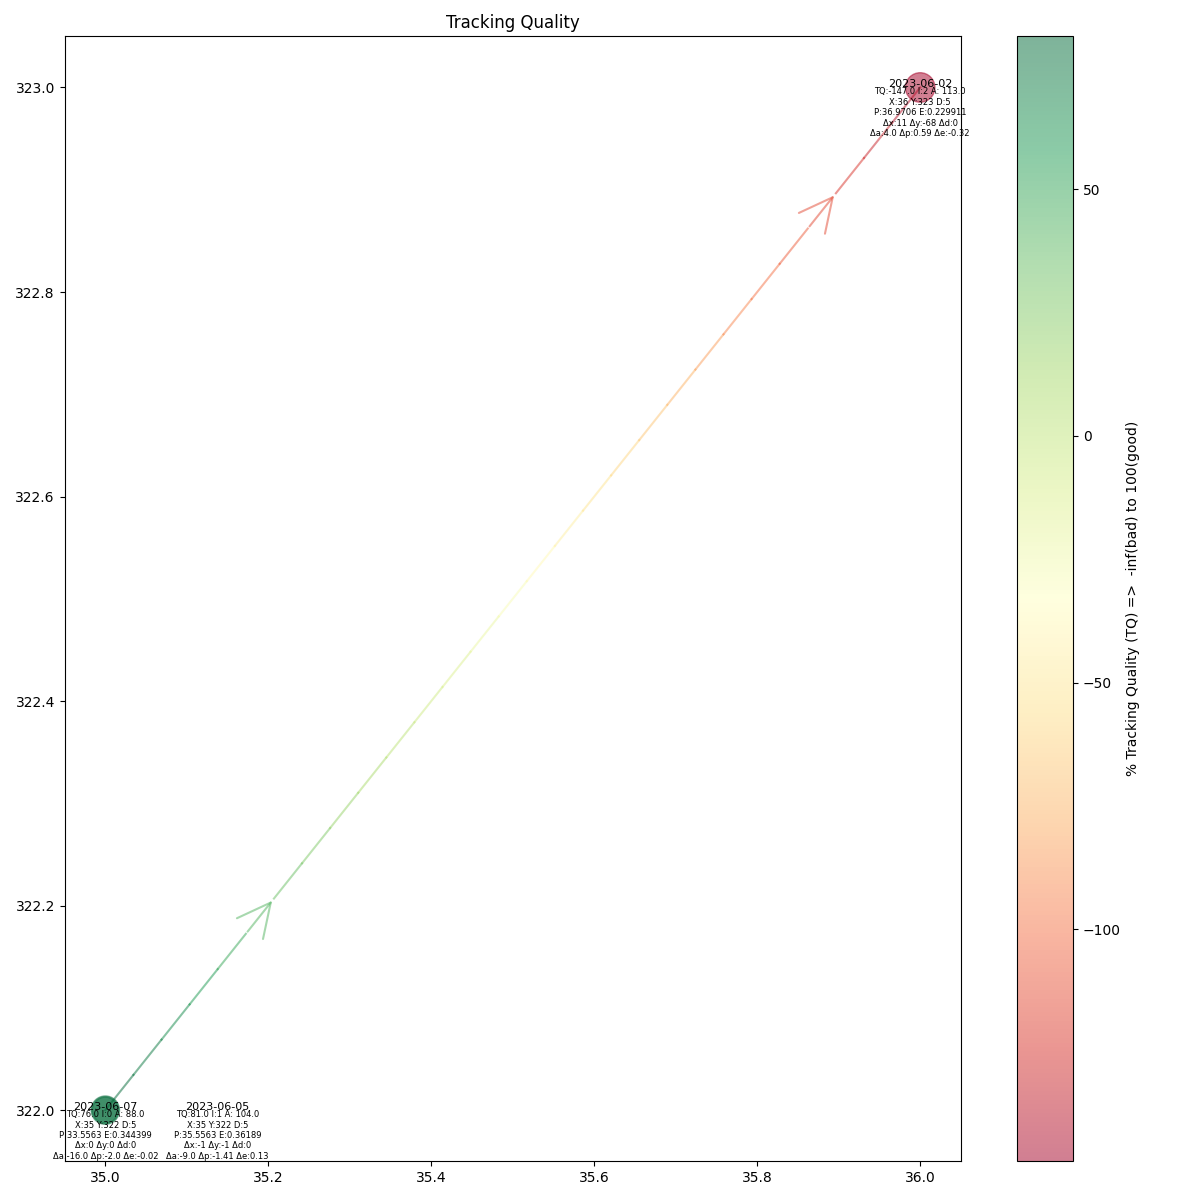 Tracking Quality
323.0
322.8
322.6
322.4
322.2
322.0
2023-06-02
TQ:-147.0 I:2 A: 113.0
X:36 Y:323 D:5
P:36.9706 E:0.229911
Δx:11 Δy:-68 Δd:0
Δa:4.0 Δp:0.59 Δe:-0.32
2023-06-07
TQ:76.0 I:0 A: 88.0
X:35 Y:322 D:5
P:33.5563 E:0.344399
Δx:0 Δy:0 Δd:0
Δa:-16.0 Δp:-2.0 Δe:-0.02
2023-06-05
TQ:81.0 I:1 A: 104.0
X:35 Y:322 D:5
P:35.5563 E:0.36189
Δx:-1 Δy:-1 Δd:0
Δa:-9.0 Δp:-1.41 Δe:0.13
35.0
35.2
35.4
35.6
35.8
36.0
50
0
−50
−100
% Tracking Quality (TQ) => -inf(bad) to 100(good)